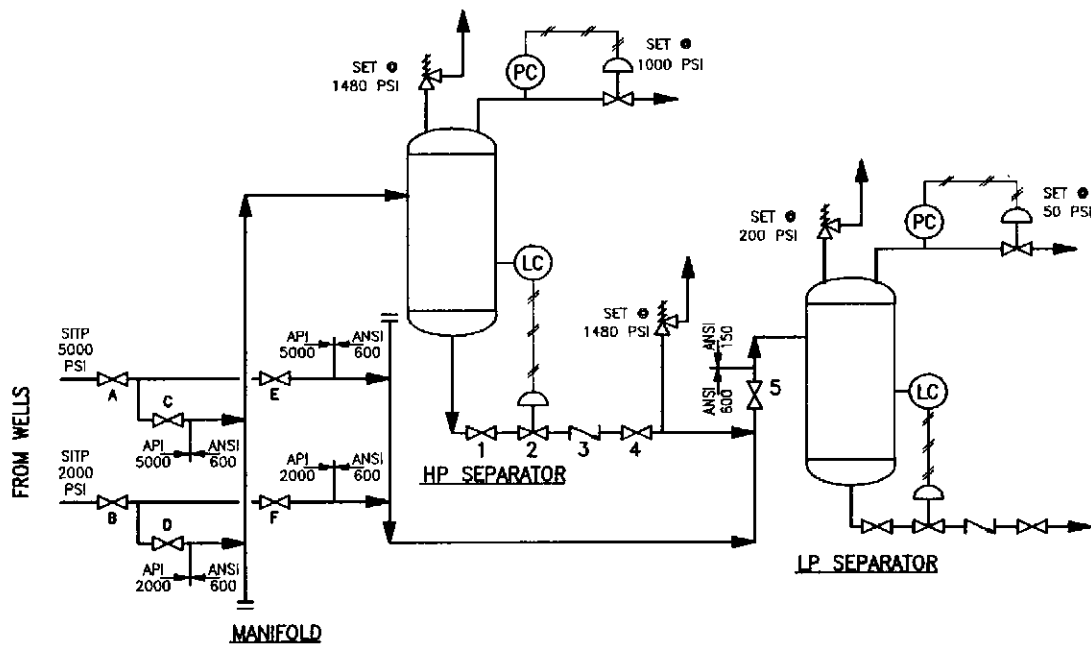 SET @
1480 PSI
PC
SET @
1000 PSI
SET @
200 PSI
PC
SET @
50 PSI
LC
SET @
1480 PSI
ANSI
150
ANSI
600
5
LC
FROM WELLS
SITP
5000
PSI
A
C
API
5000
ANSI
600
E
API
5000
ANSI
600
SITP
2000
PSI
B
D
API
2000
ANSI
600
F
API
2000
ANSI
600
1
2
3
4
HP SEPARATOR
LP SEPARATOR
MANIFOLD